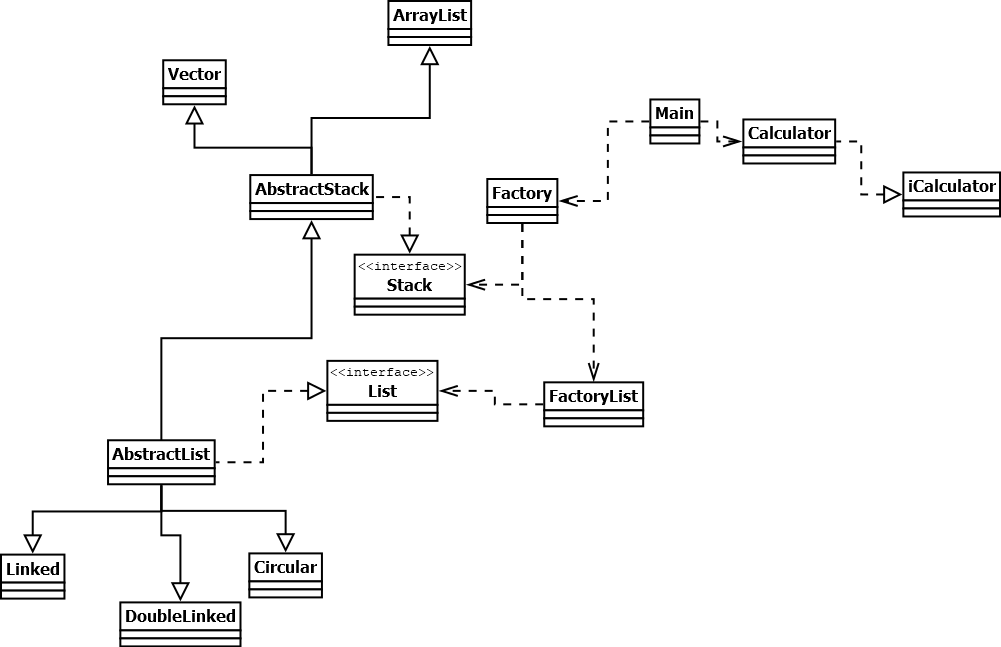 ArrayList
Vector
Main
Calculator
AbstractStack
Factory
iCalculator
<<interface>>
Stack
<<interface>>
List
FactoryList
AbstractList
Linked
Circular
DoubleLinked